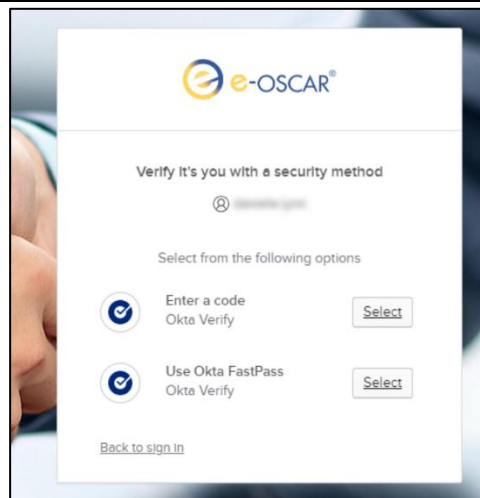 e-OSCAR®
Verify it's you with a security method
Select from the following options
Enter a code
Okta Verify
Select
Use Okta FastPass
Okta Verify
Select
Back to sign in